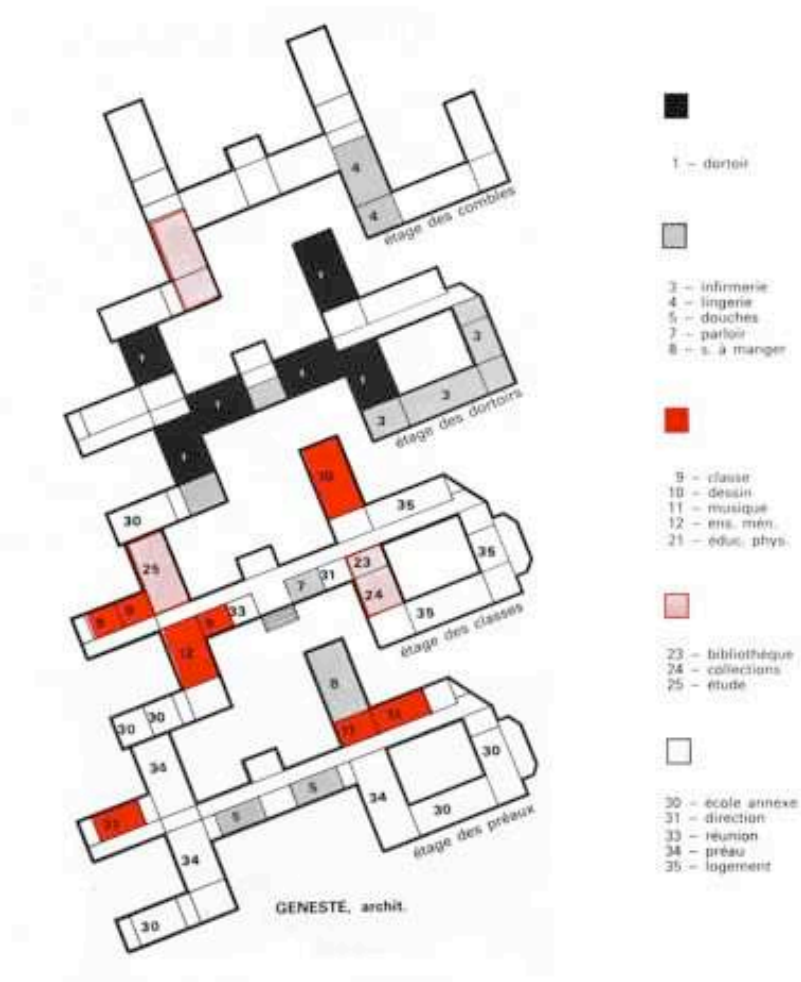 4
4
étage des combles
1
1
1
1
1
1
3
3
3
étage des dortoirs
30
25
9
9
12
9
33
10
35
7
31
23
24
35
35
étage des classes
30
30
34
34
30
8
11
5
5
34
30
30
étage des préaux
GENESTE, archit.
1 – dortoir
3 – infirmerie
4 – lingerie
5 – douches
7 – parloir
8 – s. à manger
9 – classe
10 – dessin
11 – musique
12 – ens. mén.
21 – éduc. phys.
23 – bibliothèque
24 – collections
25 – étude
30 – école annexe
31 – direction
33 – réunion
34 – préau
35 – logement